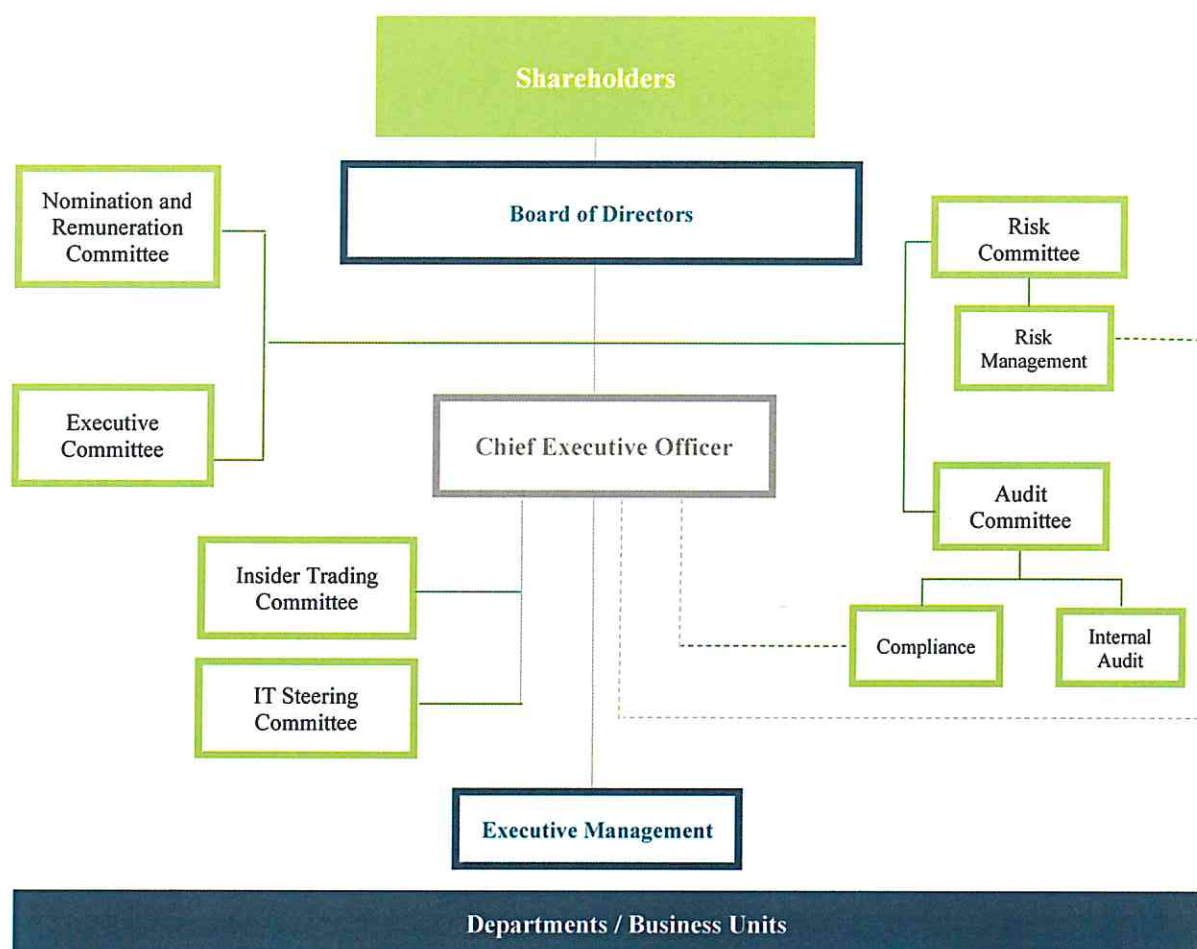 Shareholders
Board of Directors
Nomination and
Remuneration
Committee
Risk
Committee
Risk
Management
Executive
Committee
Chief Executive Officer
Audit
Committee
Insider Trading
Committee
Compliance
Internal
Audit
IT Steering
Committee
Executive Management
Departments / Business Units